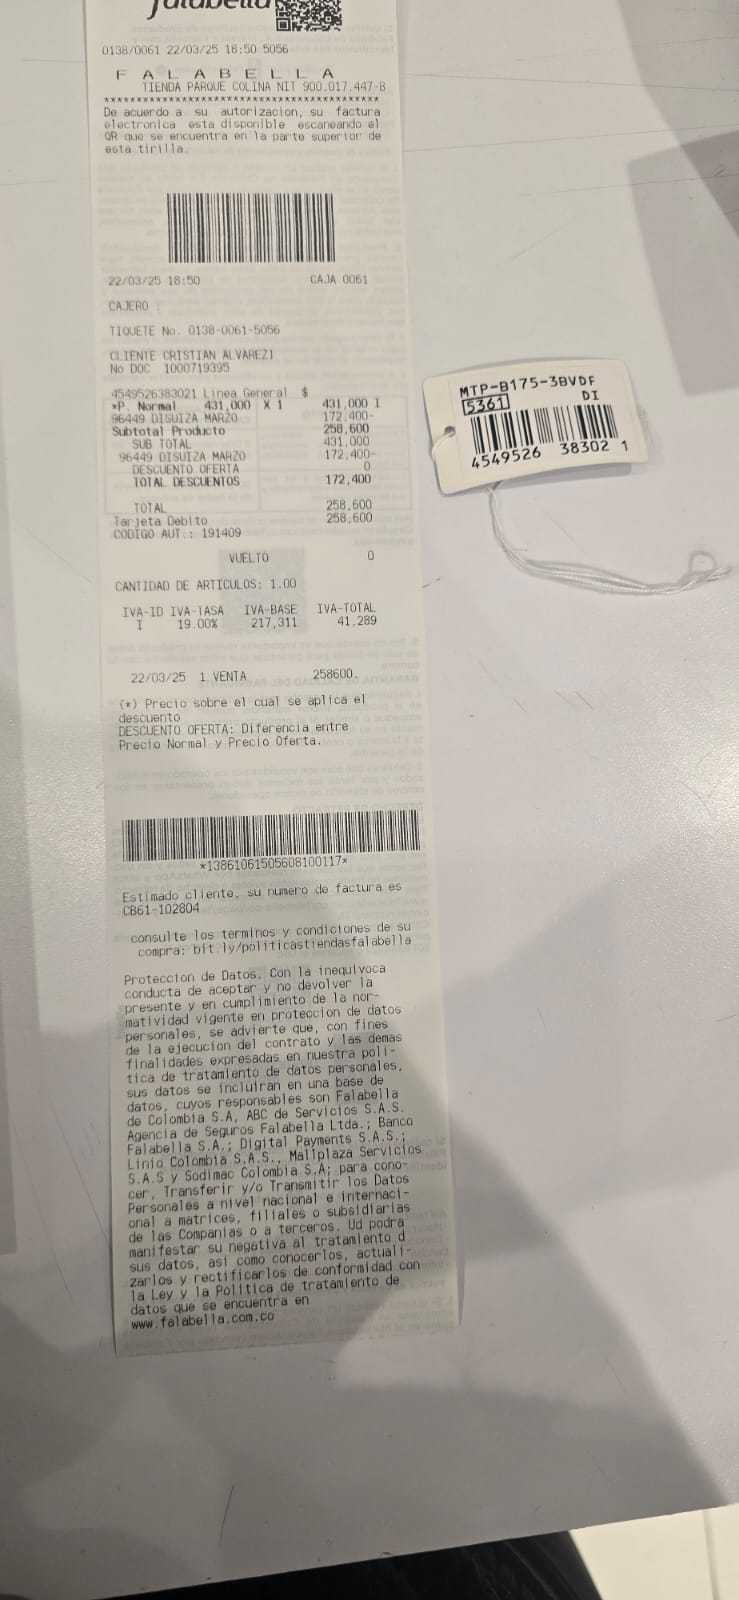 falabella
0138/0061 22/03/25 18:50 5056
F A L A B E L L A
TIENDA PARQUE COLINA NIT 900.017.447-8
****************************************
De acuerdo a su autorizacion, su factura
electronica esta disponible escaneando el
QR que se encuentra en la parte superior de
esta tirilla.
22/03/25 18:50 CAJA 0061
CAJERO :
TIQUETE No. 0138-0061-5056
CLIENTE CRISTIAN ALVAREZ1
No DOC 1000719395
4549526383021 Linea General $
*P. Normal 431,000 X 1 431,000 I
96449 DISUIZA MARZO 172,400-
Subtotal Producto 258,600
SUB TOTAL 431,000
96449 DISUIZA MARZO 172,400-
DESCUENTO OFERTA 0
TOTAL DESCUENTOS 172,400
TOTAL 258,600
Tarjeta Debito 258,600
CODIGO AUT.: 191409
VUELTO 0
CANTIDAD DE ARTICULOS: 1.00
IVA-ID IVA-TASA IVA-BASE IVA-TOTAL
I 19.00% 217,311 41,289
22/03/25 1 VENTA 258600.
(*) Precio sobre el cual se aplica el
descuento
DESCUENTO OFERTA: Diferencia entre
Precio Normal y Precio Oferta.
*13861061505608100117*
Estimado cliente, su numero de factura es
CB61-102804
consulte los terminos y condiciones de su
compra: bit.ly/politicastiendasfalabella
Proteccion de Datos. Con la inequivoca
conducta de aceptar y no devolver la
presente y en cumplimiento de la nor-
matividad vigente en proteccion de datos
personales, se advierte que, con fines
de la ejecucion del contrato y las demas
finalidades expresadas en nuestra poli-
tica de tratamiento de datos personales,
sus datos se incluiran en una base de
datos, cuyos responsables son Falabella
de Colombia S.A, ABC de Servicios S.A.S.
Agencia de Seguros Falabella Ltda.; Banco
Falabella S.A.; Digital Payments S.A.S.;
Linio Colombia S.A.S., Mallplaza Servicios
S.A.S y Sodimac Colombia S.A; para cono-
cer, Transferir y/o Transmitir los Datos
Personales a nivel nacional e internaci-
onal a matrices, filiales o subsidiarias
de las Companias o a terceros. Ud podra
manifestar su negativa al tratamiento d
sus datos, asi como conocerlos, actuali-
zarlos y rectificarlos de conformidad con
la Ley y la Politica de tratamiento de
datos que se encuentra en
www.falabella.com.co
MTP-B175-3BVDF
5361 DI
4549526 38302 1